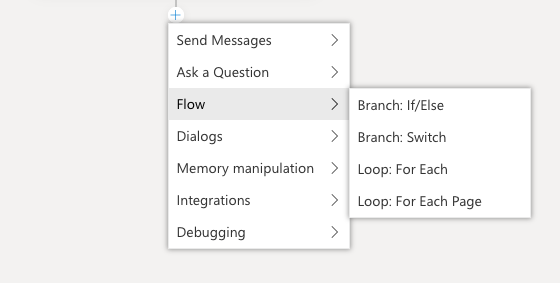 Send Messages
Ask a Question
Flow
Dialogs
Memory manipulation
Integrations
Debugging
Branch: If/Else
Branch: Switch
Loop: For Each
Loop: For Each Page